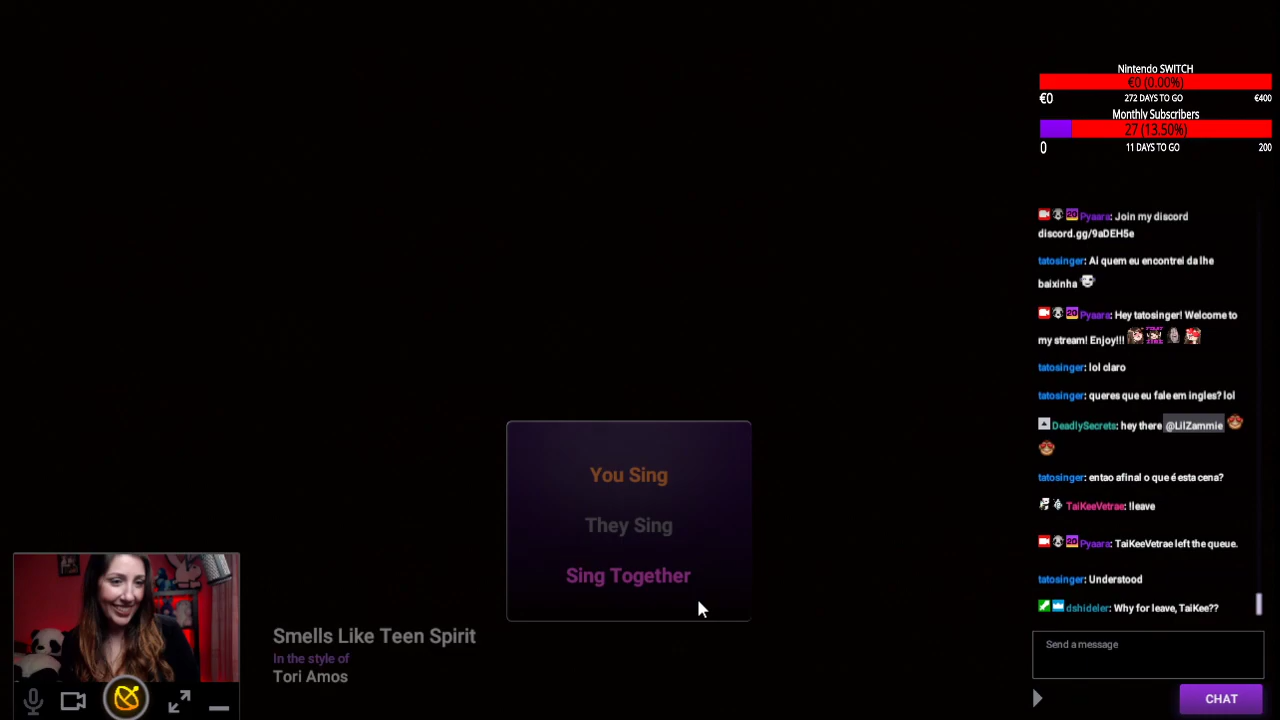 Nintendo SWITCH
€0 (0.00%)
€0
272 DAYS TO GO
€400
Monthly Subscribers
27 (13.50%)
0
11 DAYS TO GO
200
Pyaara: Join my discord
discord.gg/9aDEH5e
tatosinger: Ai quem eu encontrei da lhe
baixinha
Pyaara: Hey tatosinger! Welcome to
my stream! Enjoy!!!
tatosinger: lol claro
tatosinger: queres que eu fale em ingles? lol
DeadlySecrets: hey there @LilZammie
tatosinger: entao afinal o que é esta cena?
TaiKeeVetrae: !leave
Pyaara: TaiKeeVetrae left the queue.
tatosinger: Understood
dshideler: Why for leave, TaiKee??
Send a message
CHAT
You Sing
They Sing
Sing Together
Smells Like Teen Spirit
In the style of
Tori Amos